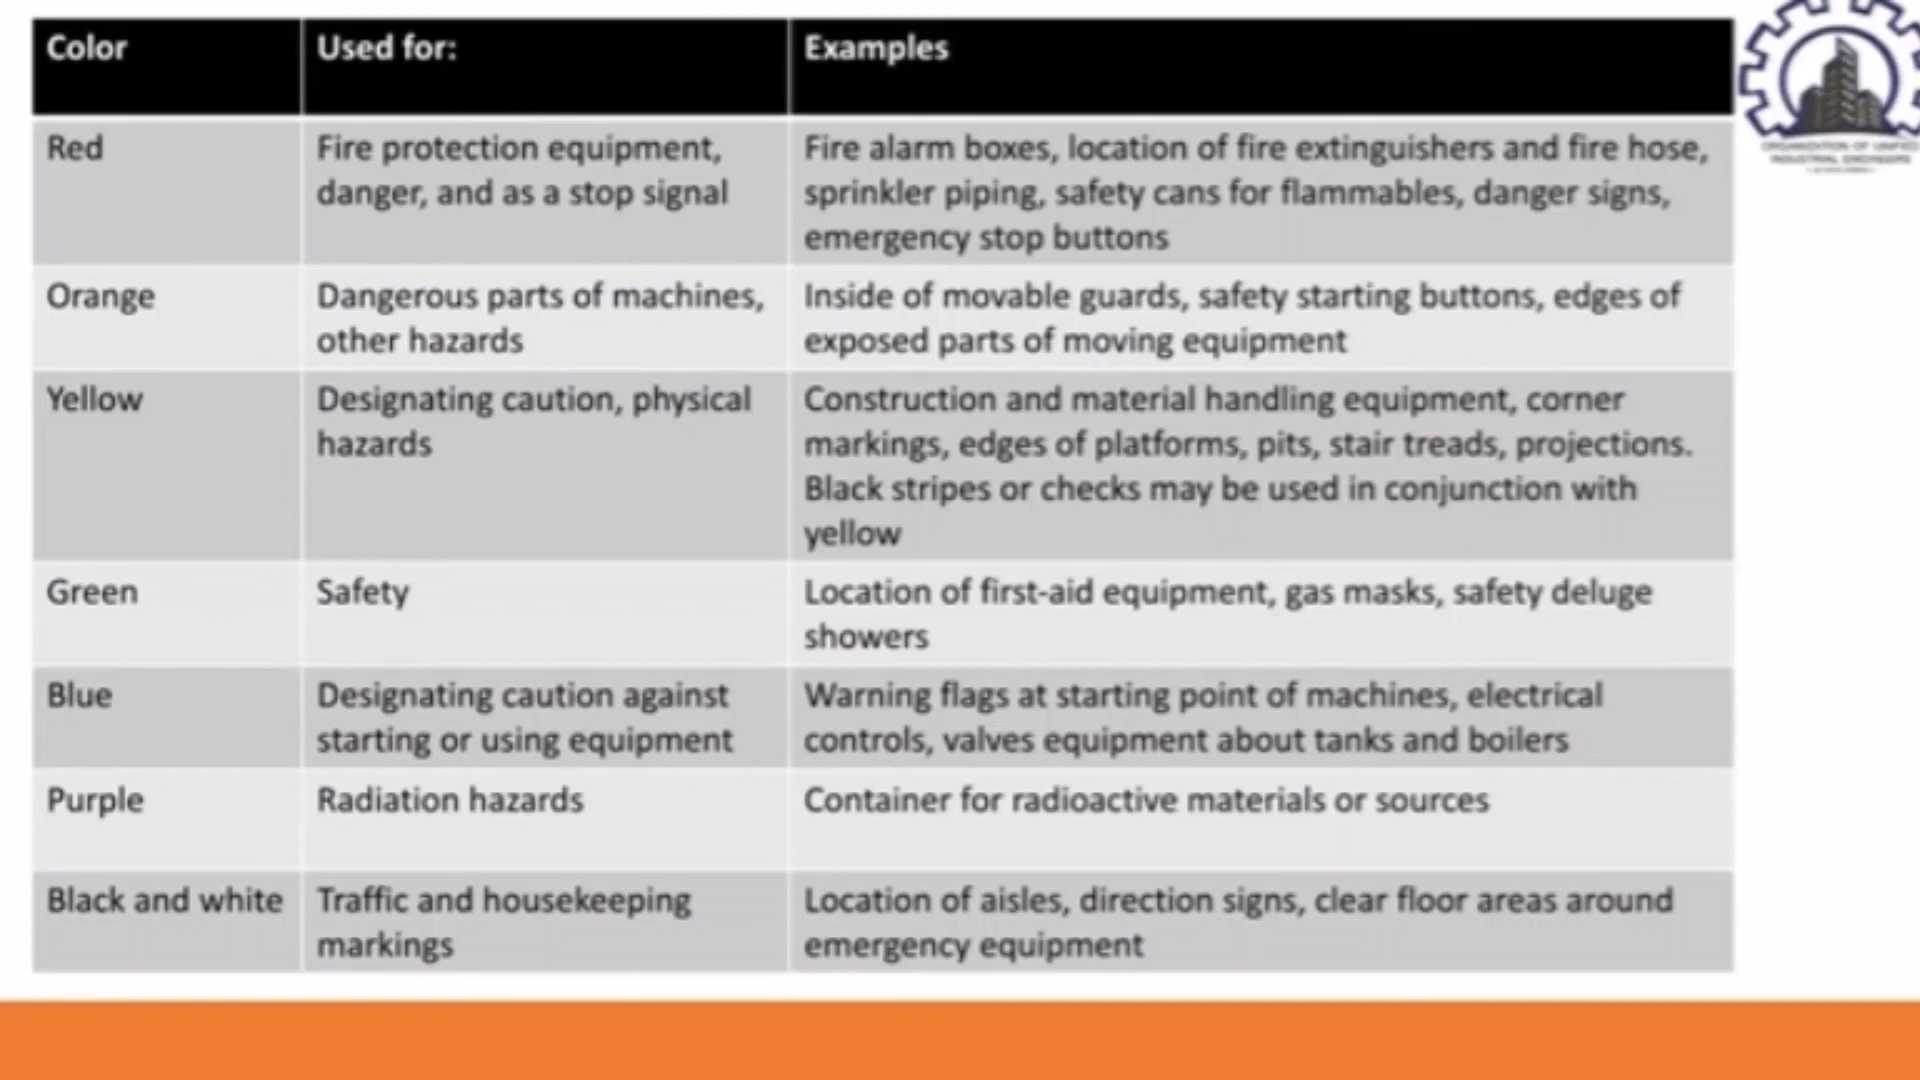 Color
Used for:
Examples
Red
Fire protection equipment,
danger, and as a stop signal
Fire alarm boxes, location of fire extinguishers and fire hose,
sprinkler piping, safety cans for flammables, danger signs,
emergency stop buttons
Orange
Dangerous parts of machines,
other hazards
Inside of movable guards, safety starting buttons, edges of
exposed parts of moving equipment
Yellow
Designating caution, physical
hazards
Construction and material handling equipment, corner
markings, edges of platforms, pits, stair treads, projections.
Black stripes or checks may be used in conjunction with
yellow
Green
Safety
Location of first-aid equipment, gas masks, safety deluge
showers
Blue
Designating caution against
starting or using equipment
Warning flags at starting point of machines, electrical
controls, valves equipment about tanks and boilers
Purple
Radiation hazards
Container for radioactive materials or sources
Black and white
Traffic and housekeeping
markings
Location of aisles, direction signs, clear floor areas around
emergency equipment
ORGANIZATION OF UNIFIED
INDUSTRIAL ENGINEERS